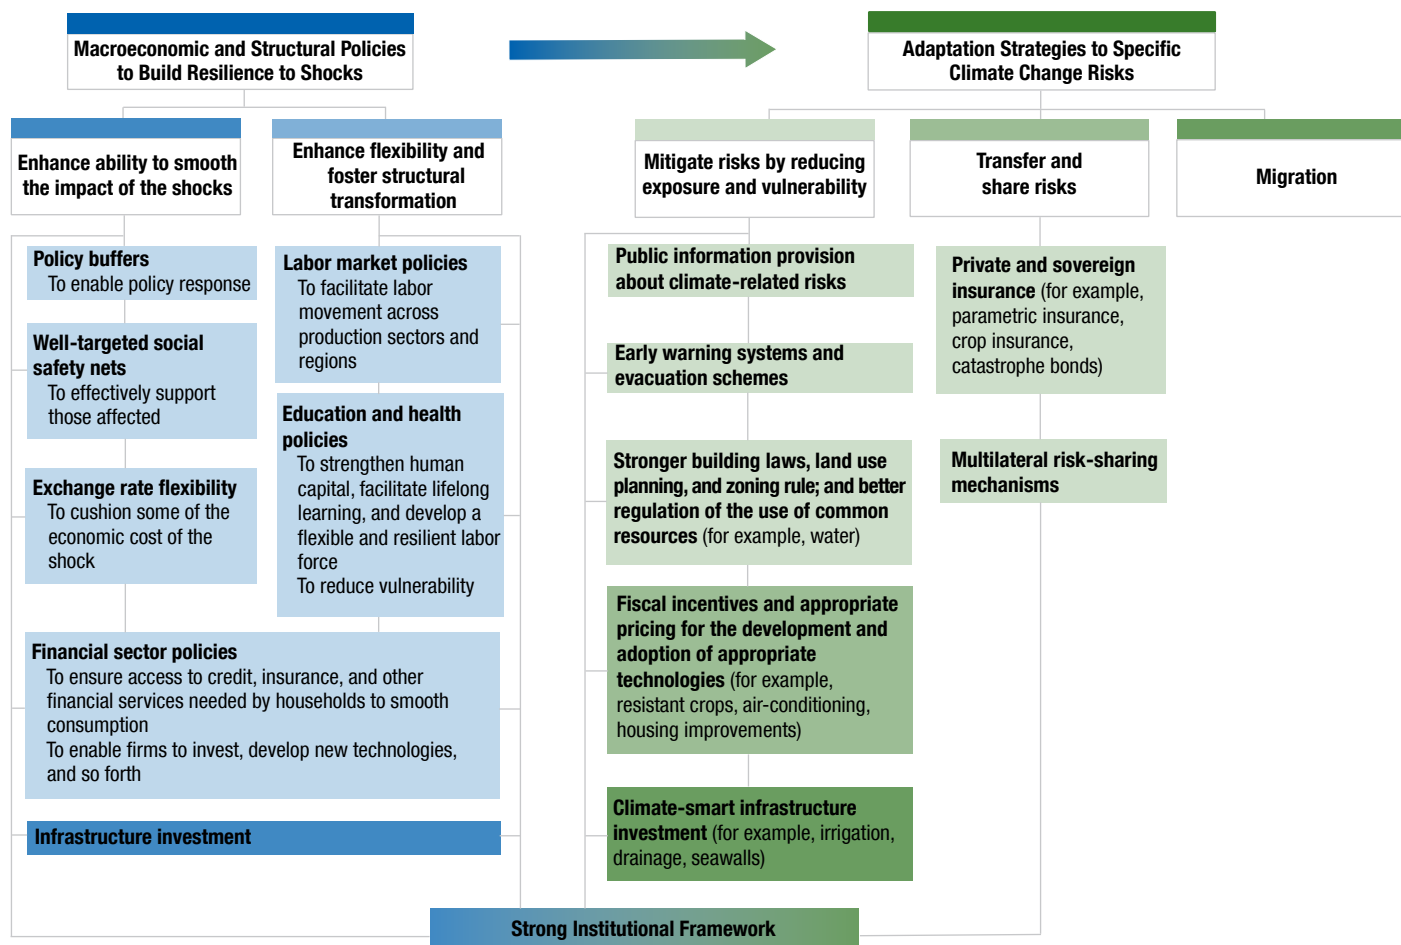 Macroeconomic and Structural Policies
to Build Resilience to Shocks
Adaptation Strategies to Specific
Climate Change Risks
Enhance ability to smooth
the impact of the shocks
Enhance flexibility and
foster structural
transformation
Mitigate risks by reducing
exposure and vulnerability
Transfer and
share risks
Migration
Policy buffers
To enable policy response
Well-targeted social
safety nets
To effectively support
those affected
Exchange rate flexibility
To cushion some of the
economic cost of the
shock
Labor market policies
To facilitate labor
movement across
production sectors and
regions
Education and health
policies
To strengthen human
capital, facilitate lifelong
learning, and develop a
flexible and resilient labor
force
To reduce vulnerability
Financial sector policies
To ensure access to credit, insurance, and other
financial services needed by households to smooth
consumption
To enable firms to invest, develop new technologies,
and so forth
Infrastructure investment
Public information provision
about climate-related risks
Early warning systems and
evacuation schemes
Stronger building laws, land use
planning, and zoning rule; and better
regulation of the use of common
resources (for example, water)
Fiscal incentives and appropriate
pricing for the development and
adoption of appropriate
technologies (for example,
resistant crops, air-conditioning,
housing improvements)
Climate-smart infrastructure
investment (for example, irrigation,
drainage, seawalls)
Private and sovereign
insurance (for example,
parametric insurance,
crop insurance,
catastrophe bonds)
Multilateral risk-sharing
mechanisms
Strong Institutional Framework